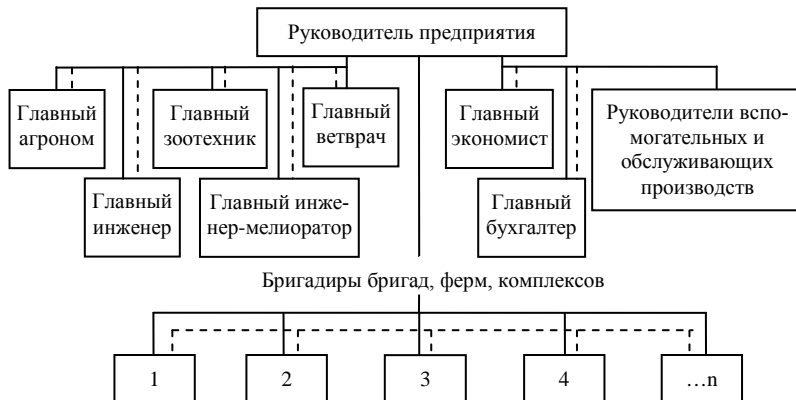 Руководитель предприятия
Главный
агроном
Главный
зоотехник
Главный
ветврач
Главный
экономист
Руководители вспо-
могательных и
обслуживающих
производств
Главный
инженер
Главный инже-
нер-мелиоратор
Главный
бухгалтер
Бригадиры бригад, ферм, комплексов
1
2
3
4
…n